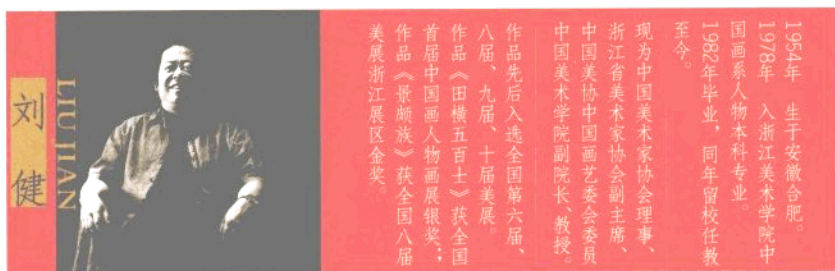 刘健
LIU JIAN
1954年　生于安徽合肥。
1978年　入浙江美术学院中
国画系人物本科专业。
1982年毕业，同年留校任教
至今。
现为中国美术家协会理事、
浙江省美术家协会副主席、
中国美协中国画艺委会委员
中国美术学院副院长、教授。
作品先后入选全国第六届、
八届、九届、十届美展。
作品《田横五百士》获全国
首届中国画人物画展银奖；
作品《景颇族》获全国八届
美展浙江展区金奖。